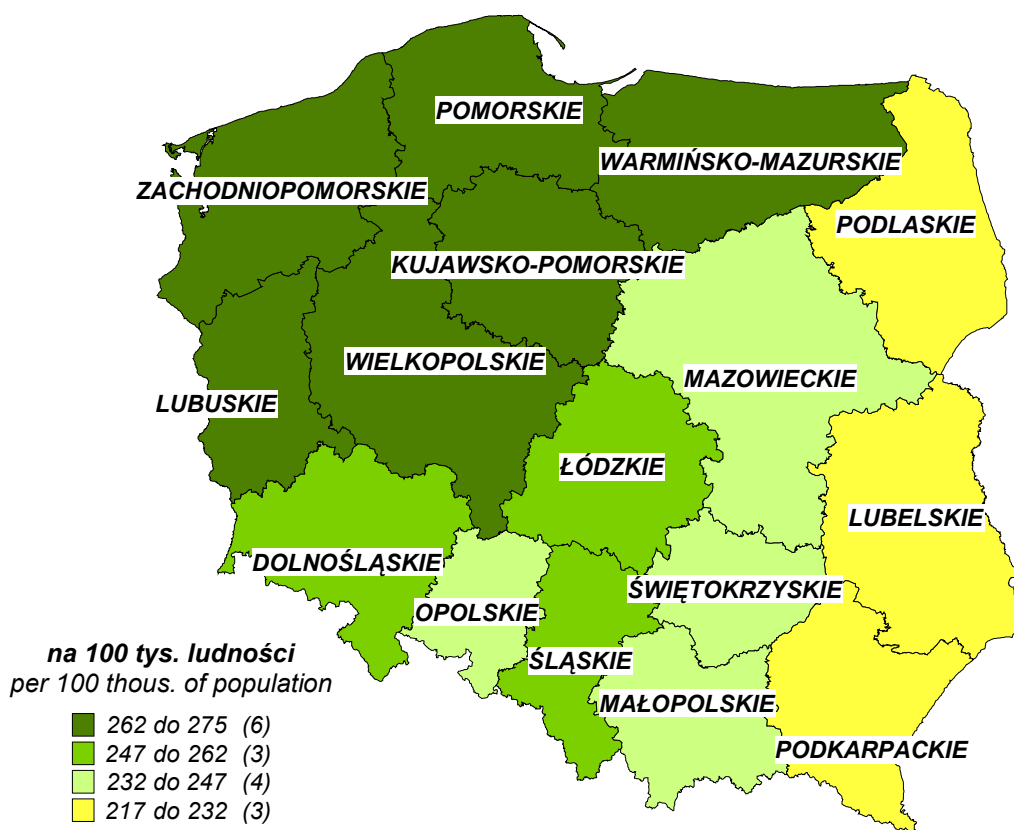 POMORSKIE
WARMIŃSKO-MAZURSKIE
ZACHODNIOPOMORSKIE
PODLASKIE
KUJAWSKO-POMORSKIE
WIELKOPOLSKIE
MAZOWIECKIE
LUBUSKIE
ŁÓDZKIE
LUBELSKIE
DOLNOŚLĄSKIE
ŚWIĘTOKRZYSKIE
OPOLSKIE
ŚLĄSKIE
MAŁOPOLSKIE
PODKARPACKIE
na 100 tys. ludności
per 100 thous. of population
262 do 275 (6)
247 do 262 (3)
232 do 247 (4)
217 do 232 (3)